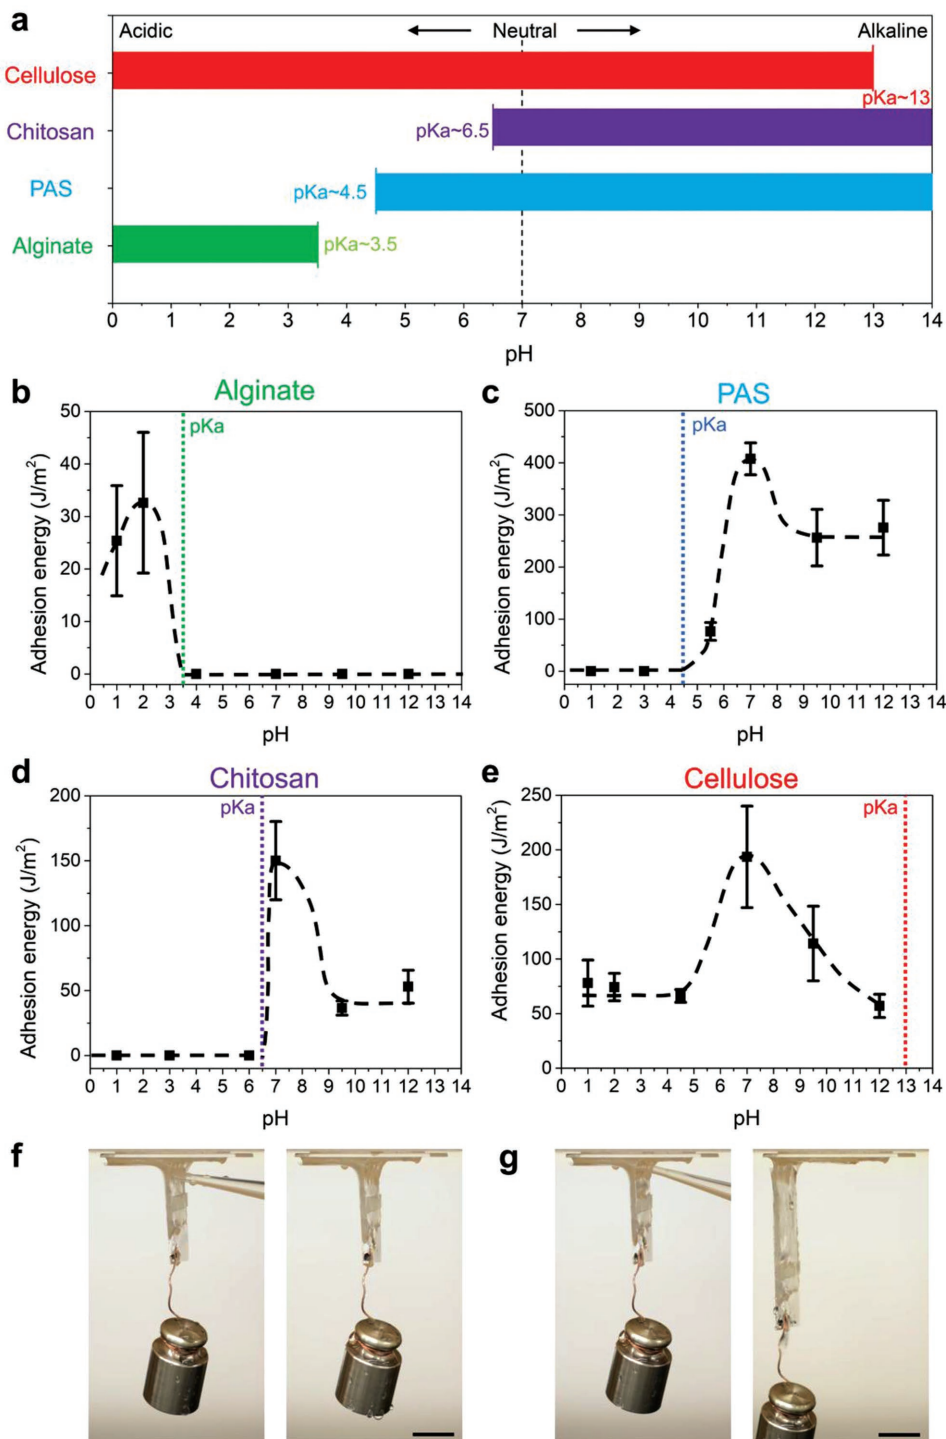 a
Acidic
Neutral
Alkaline
Cellulose
pKa~13
Chitosan
pKa~6.5
PAS
pKa~4.5
Alginate
pKa~3.5
0 1 2 3 4 5 6 7 8 9 10 11 12 13 14
pH
b
Alginate
pKa
Adhesion energy (J/m²)
50
40
30
20
10
0
0 1 2 3 4 5 6 7 8 9 10 11 12 13 14
pH
c
PAS
pKa
Adhesion energy (J/m²)
500
400
300
200
100
0
0 1 2 3 4 5 6 7 8 9 10 11 12 13 14
pH
d
Chitosan
pKa
Adhesion energy (J/m²)
200
150
100
50
0
0 1 2 3 4 5 6 7 8 9 10 11 12 13 14
pH
e
Cellulose
pKa
Adhesion energy (J/m²)
250
200
150
100
50
0
0 1 2 3 4 5 6 7 8 9 10 11 12 13 14
pH
f
g